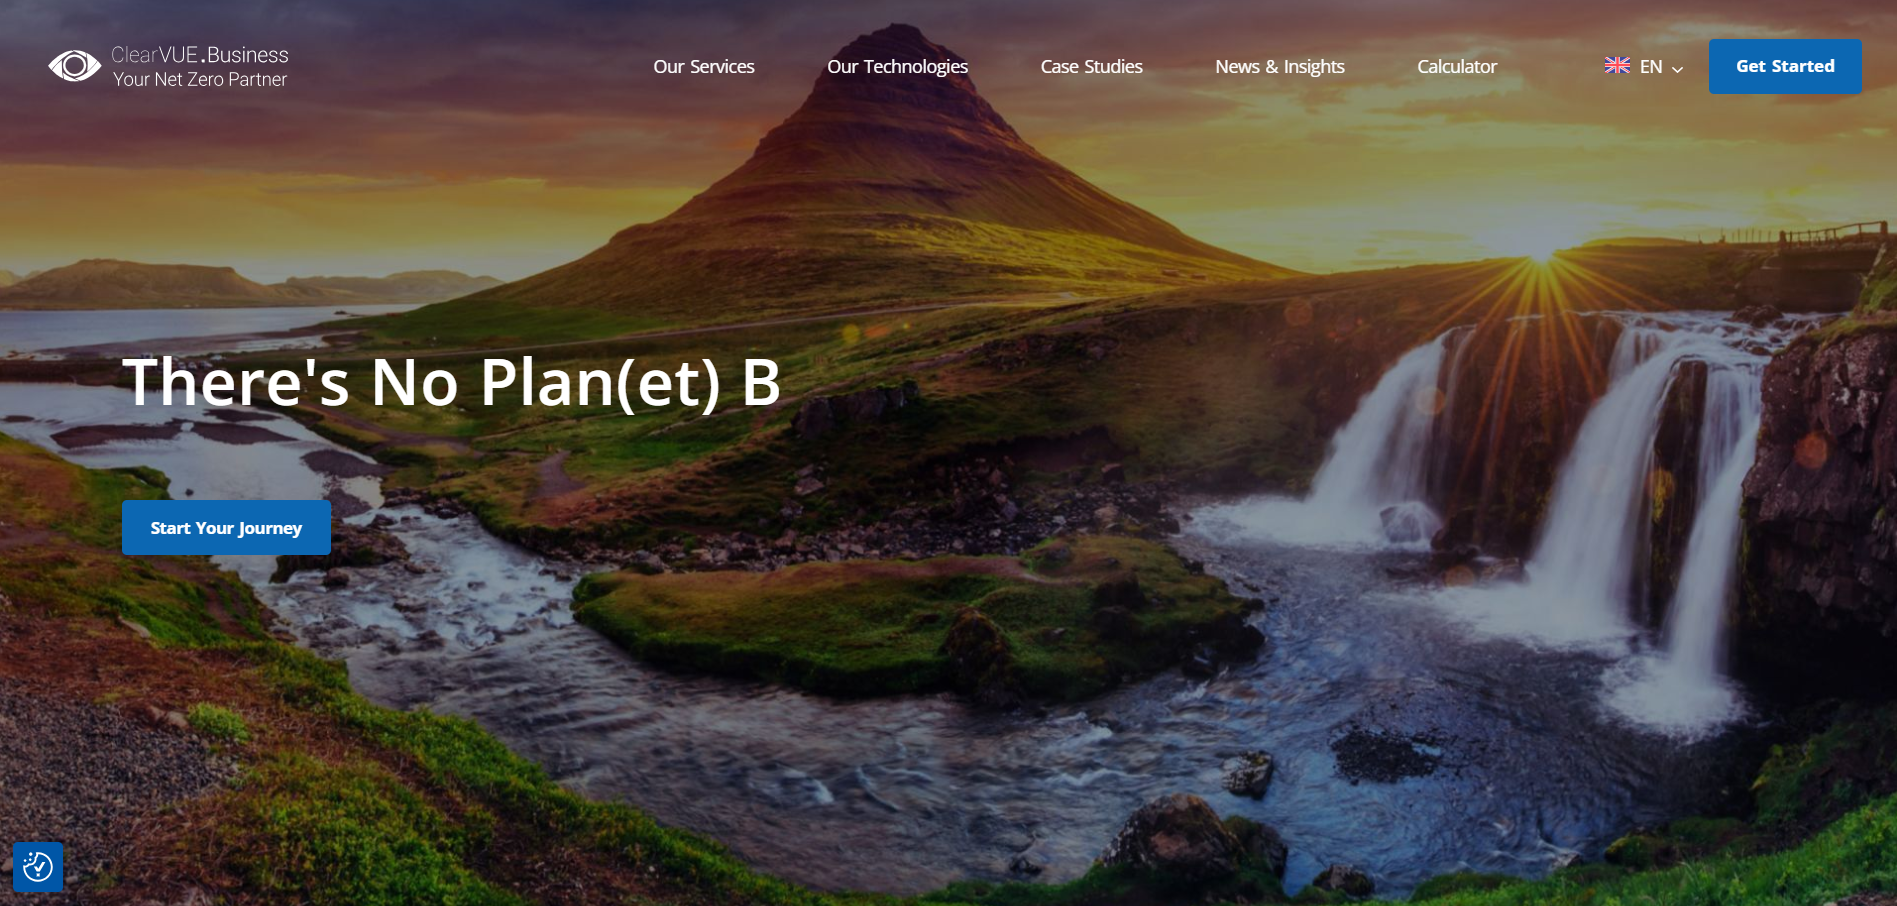 ClearVUE.Business
Your Net Zero Partner
Our Services
Our Technologies
Case Studies
News & Insights
Calculator
EN
Get Started
There's No Plan(et) B
Start Your Journey